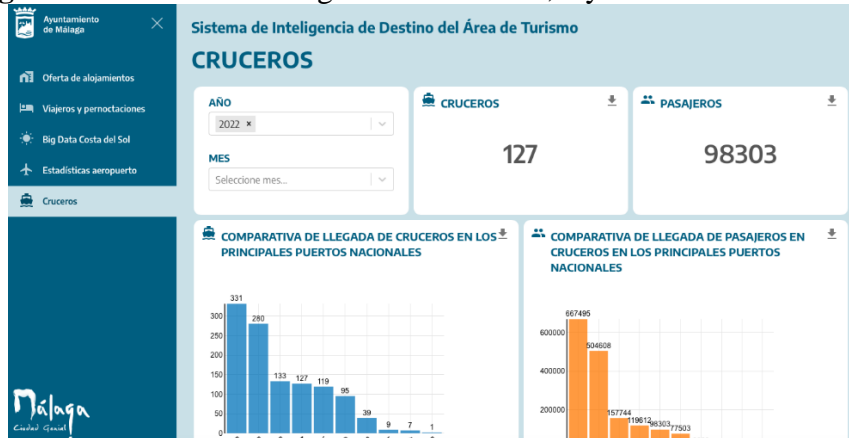 Ayuntamiento
de Málaga
Oferta de alojamientos
Viajeros y pernoctaciones
Big Data Costa del Sol
Estadísticas aeropuerto
Cruceros
Málaga
Ciudad Genial
Sistema de Inteligencia de Destino del Área de Turismo
CRUCEROS
AÑO
2022 ×
MES
Seleccione mes...
CRUCEROS
127
PASAJEROS
98303
COMPARATIVA DE LLEGADA DE CRUCEROS EN LOS
PRINCIPALES PUERTOS NACIONALES
331
280
133
127
119
95
39
9
7
1
300
250
200
150
100
50
0
COMPARATIVA DE LLEGADA DE PASAJEROS EN
CRUCEROS EN LOS PRINCIPALES PUERTOS
NACIONALES
667495
504608
157744
119612
98303
77503
600000
400000
200000